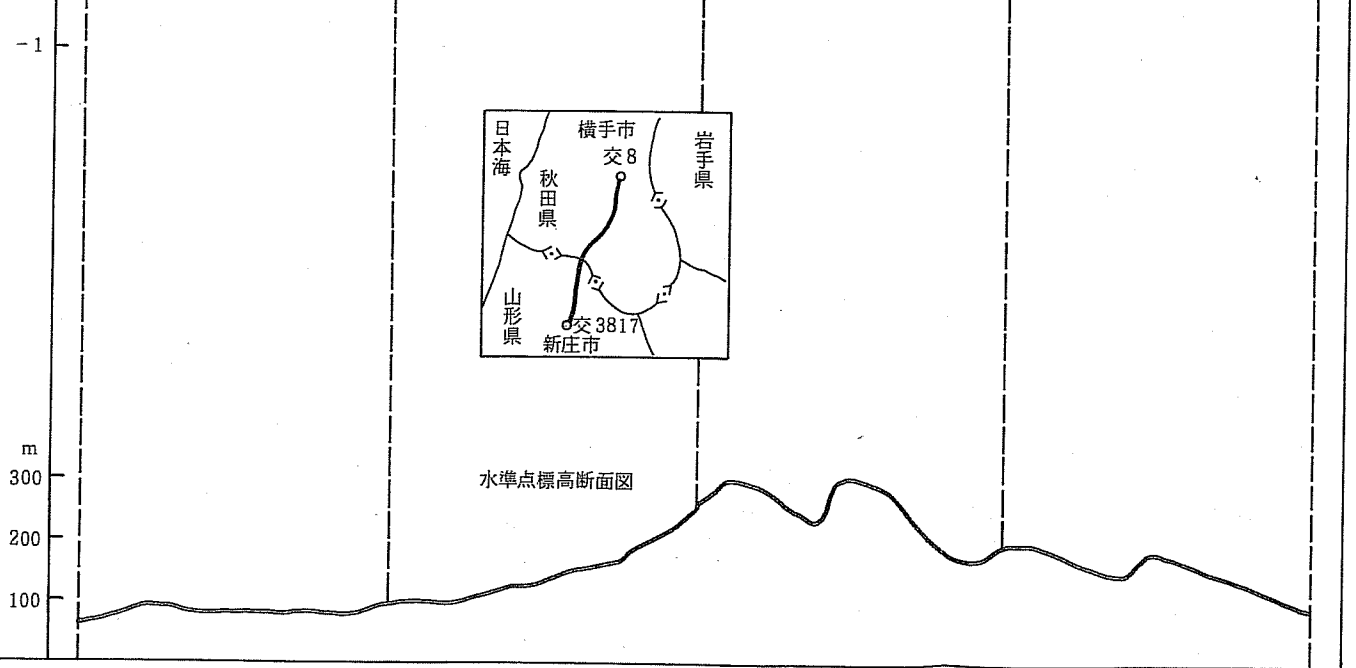 -1
日本海
秋田県
横手市
交8
岩手県
山形県
交3817
新庄市
m
300
200
100
水準点標高断面図